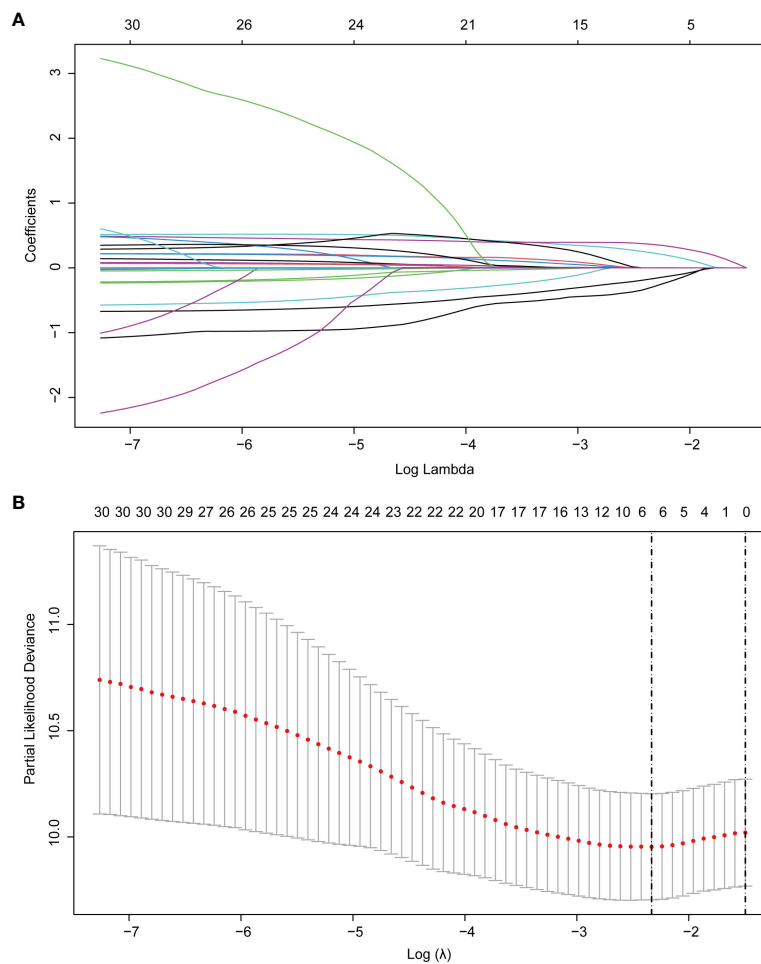 A
30 26 24 21 15 5
Coefficients
3
2
1
0
−1
−2
−7 −6 −5 −4 −3 −2
Log Lambda
B
30 30 30 30 29 27 26 26 25 25 24 24 24 23 22 22 22 20 17 17 17 16 13 12 10 6 6 5 4 1 0
Partial Likelihood Deviance
11.0
10.5
10.0
−7 −6 −5 −4 −3 −2
Log (λ)